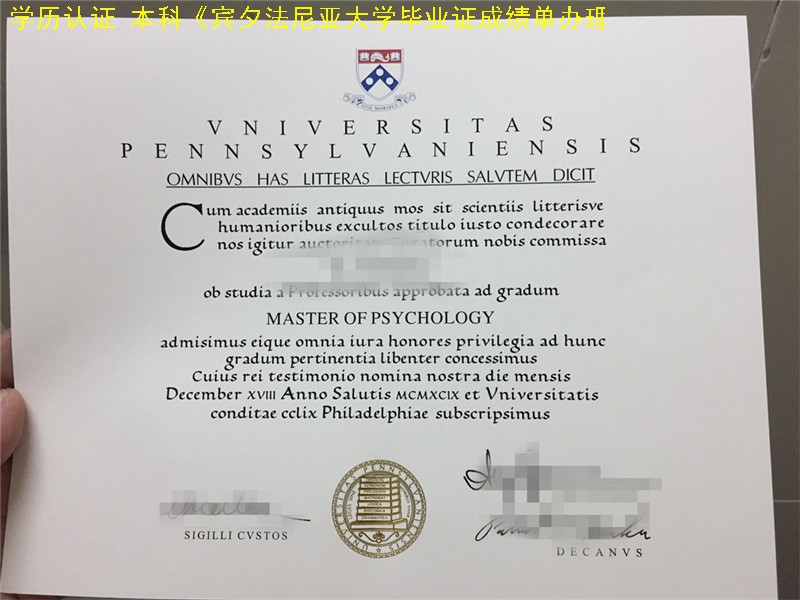 学历认证 本科《宾夕法尼亚大学毕业证成绩单办理
VNIVERSITAS
PENNSYLVANIENSIS
OMNIBVS HAS LITTERAS LECTVRIS SALVTEM DICIT
Cum academiis antiquus mos sit scientiis litterisve
humanioribus excultos titulo iusto condecorare
nos igitur auctoritate Curatorum nobis commissa
ob studia a Professoribus approbata ad gradum
MASTER OF PSYCHOLOGY
admisimus eique omnia iura honores privilegia ad hunc
gradum pertinentia libenter concessimus
Cuius rei testimonio nomina nostra die mensis
December XVIII Anno Salutis MCMXCIX et Vniversitatis
conditae cclix Philadelphiae subscripsimus
SIGILLI CVSTOS
DECANVS